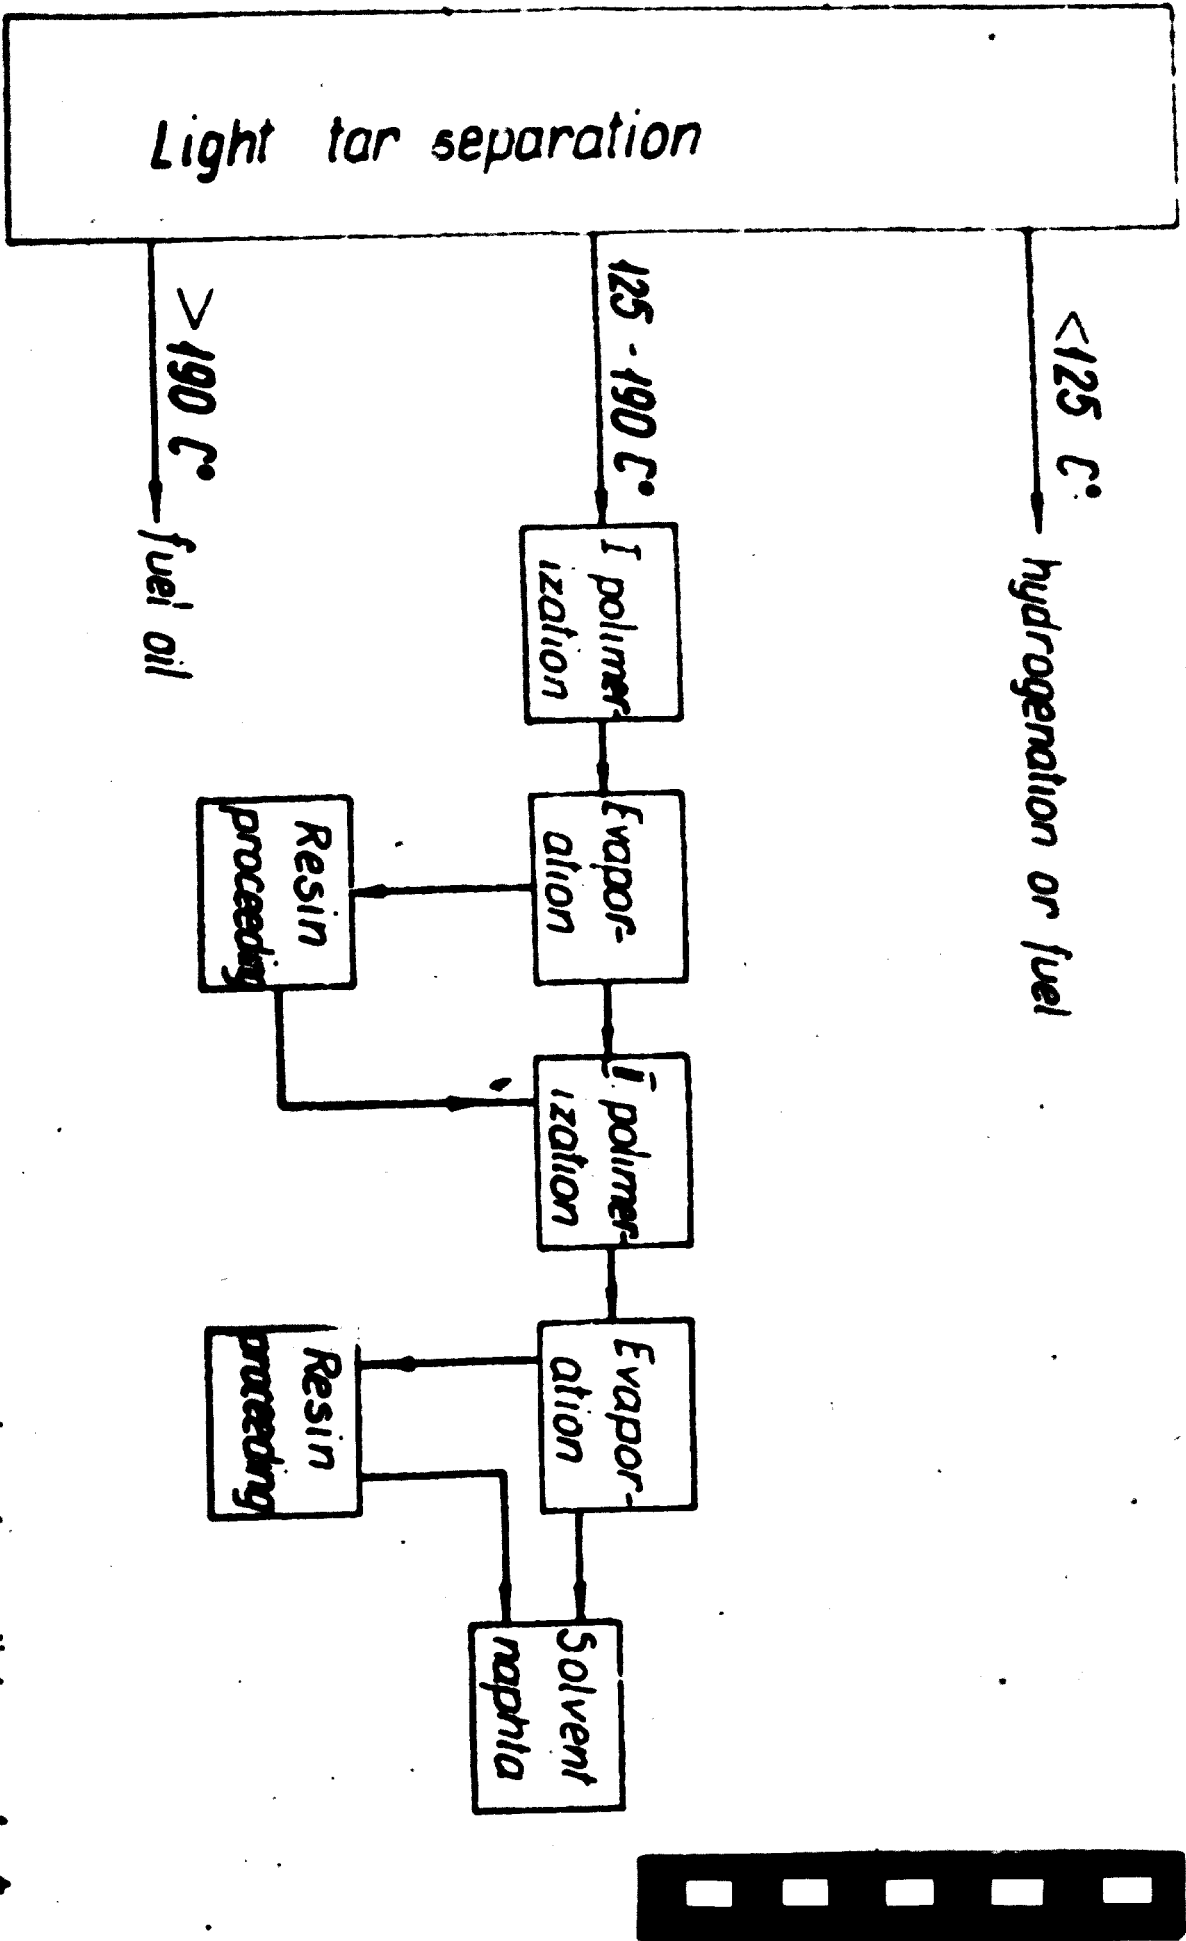 Light tar separation
<125 C°
hydrogenation or fuel
125 - 190 C°
I polimer-
ization
Evapor-
ation
Resin
proceeding
II polimer-
ization
Evapor-
ation
Resin
proceeding
Solvent
naphta
>190 C°
fuel oil